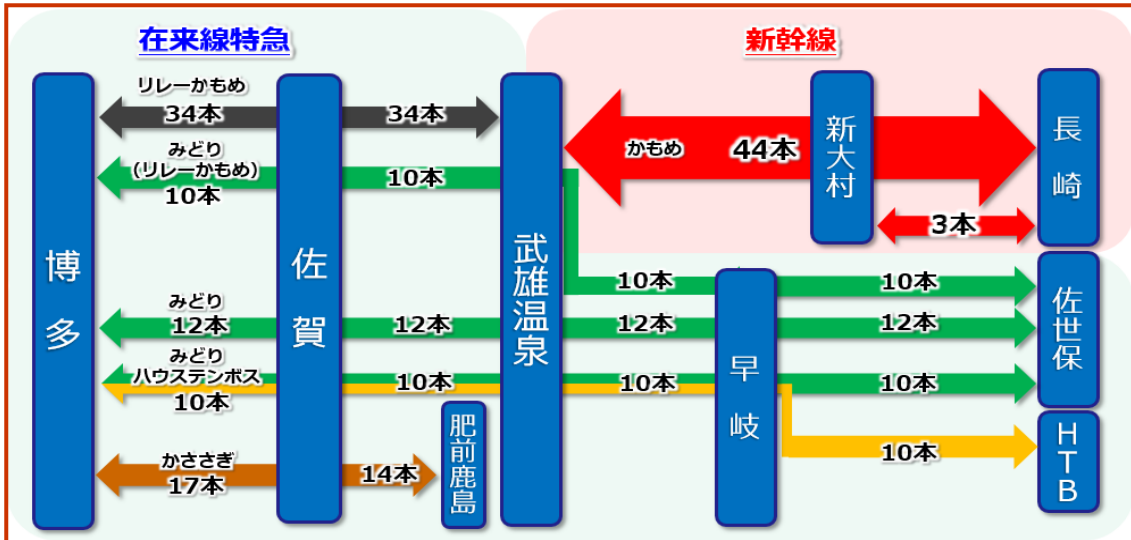 在来線特急
新幹線
リレーかもめ
34本
34本
みどり
(リレーかもめ)
10本
10本
かもめ
44本
3本
10本
10本
みどり
12本
12本
12本
12本
みどり
ハウステンボス
10本
10本
10本
10本
かささぎ
17本
14本
10本
博多
佐賀
肥前鹿島
武雄温泉
早岐
新大村
長崎
佐世保
HTB